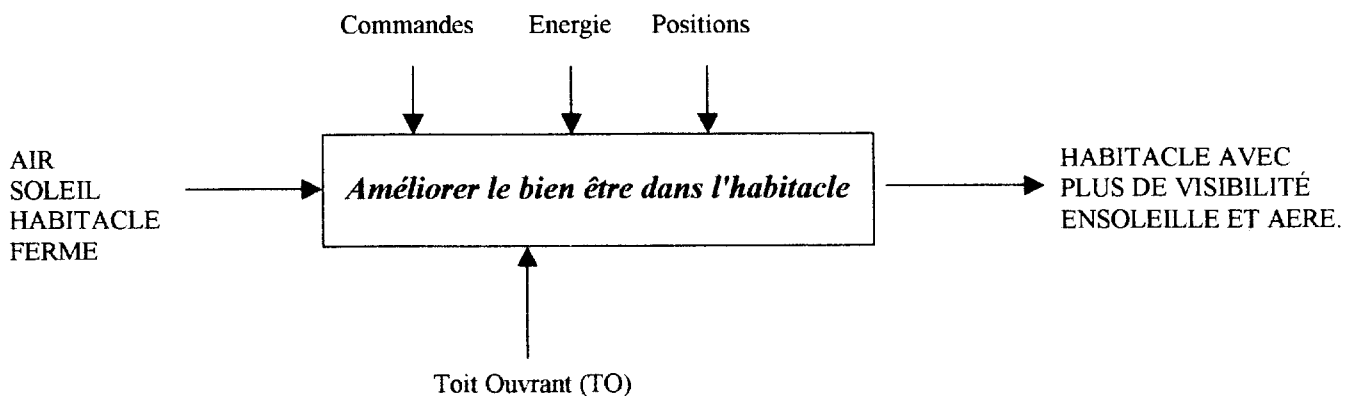 Commandes Energie Positions
AIR
SOLEIL
HABITACLE
FERME
Améliorer le bien être dans l'habitacle
HABITACLE AVEC
PLUS DE VISIBILITÉ
ENSOLEILLE ET AERE.
Toit Ouvrant (TO)